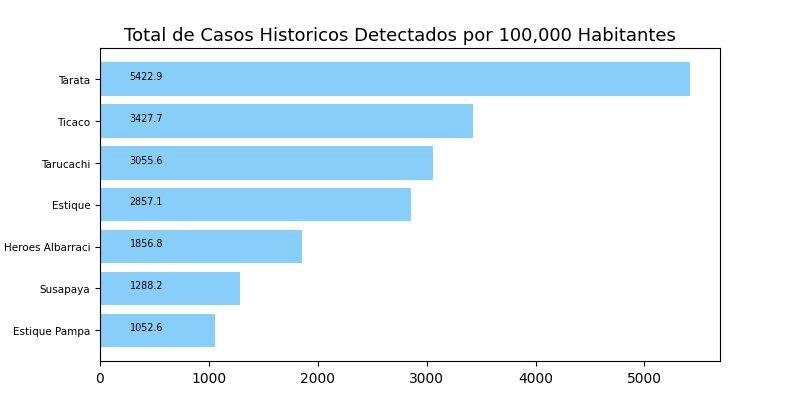 Total de Casos Historicos Detectados por 100,000 Habitantes
Tarata 5422.9
Ticaco 3427.7
Tarucachi 3055.6
Estique 2857.1
Heroes Albarraci 1856.8
Susapaya 1288.2
Estique Pampa 1052.6
0 1000 2000 3000 4000 5000